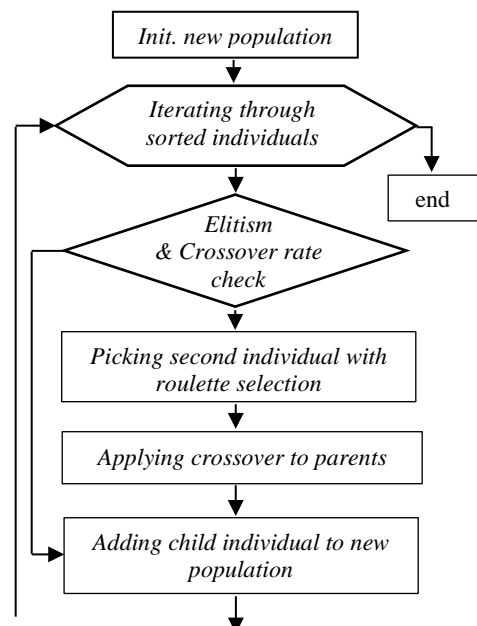 Init. new population
Iterating through
sorted individuals
end
Elitism
& Crossover rate
check
Picking second individual with
roulette selection
Applying crossover to parents
Adding child individual to new
population